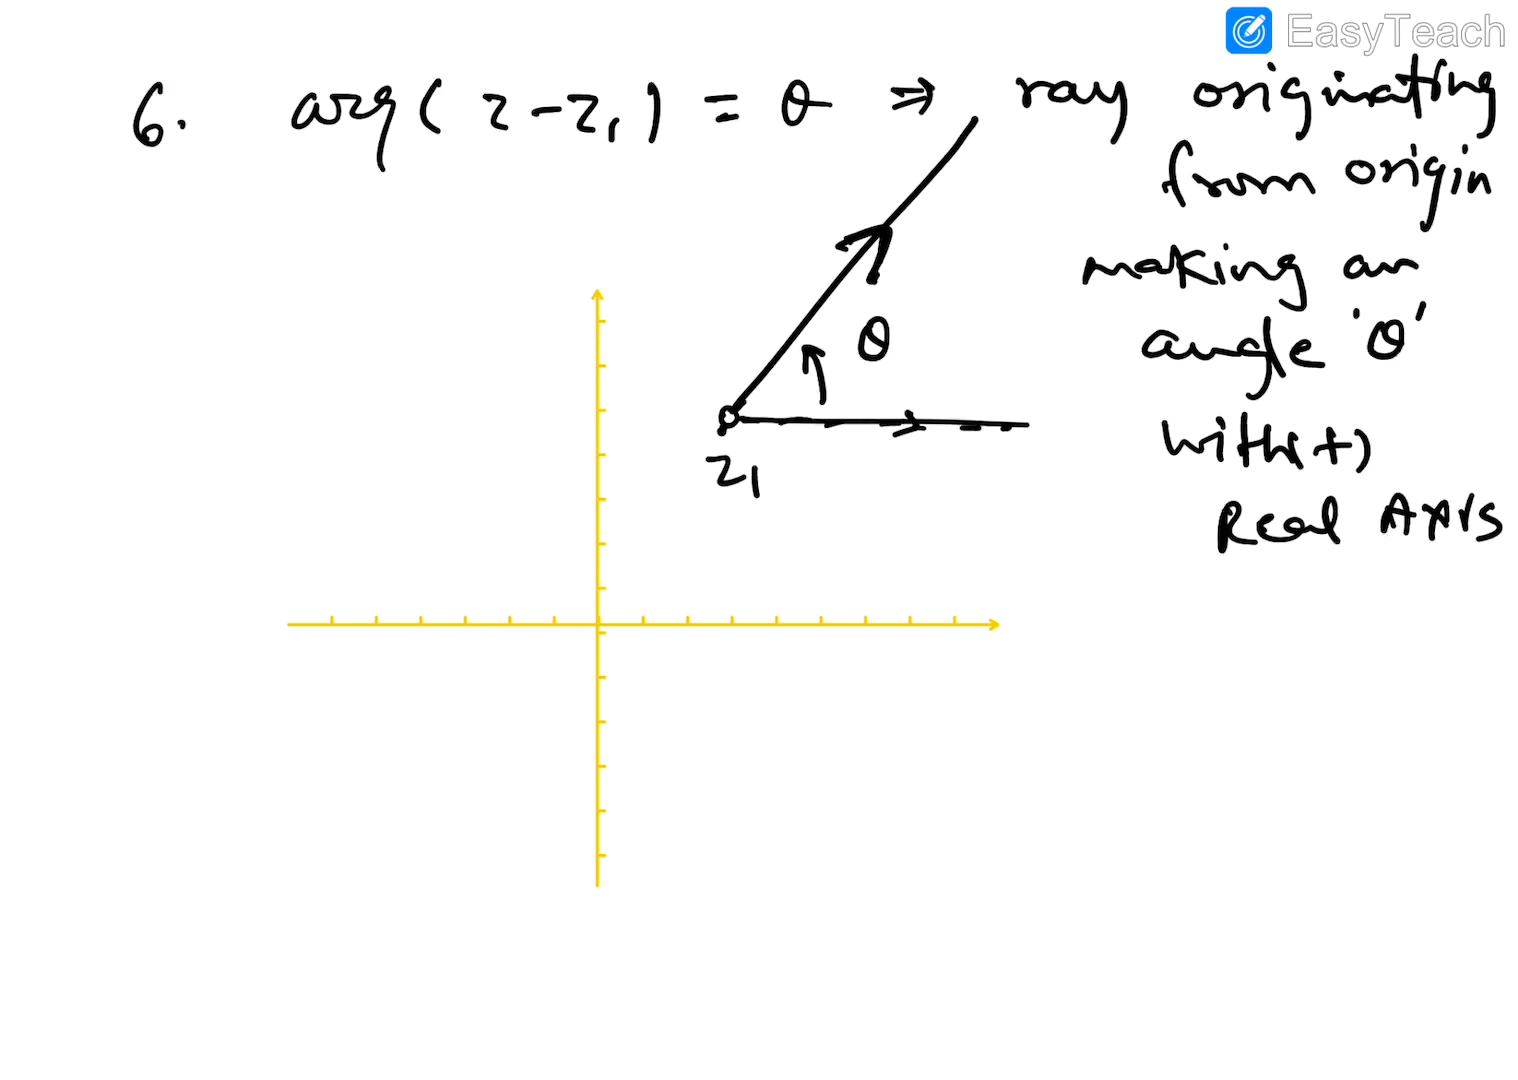 EasyTeach
6. arg(z-z₁) = θ ⇒ ray originating
from origin
making an
angle 'θ'
with (+)
Real Axis
θ
z₁